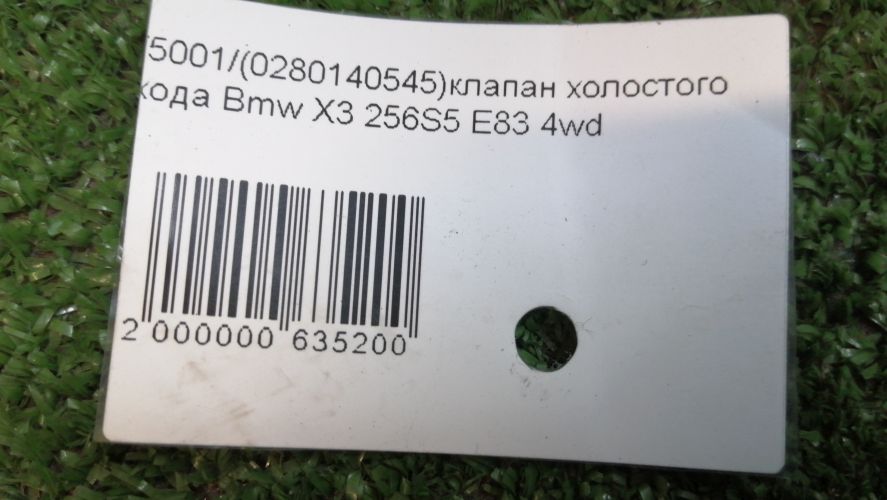 5001/(0280140545)клапан холостого
хода Bmw X3 256S5 E83 4wd
2 000000 635200